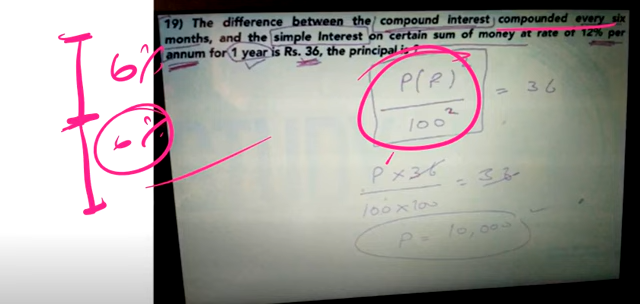 19) The difference between the compound interest compounded every six
months, and the simple Interest on certain sum of money at rate of 12% per
annum for 1 year is Rs. 36, the principal is
6%
6%
P(R)
100² = 36
P × 36
100×100 = 36
P = 10,000